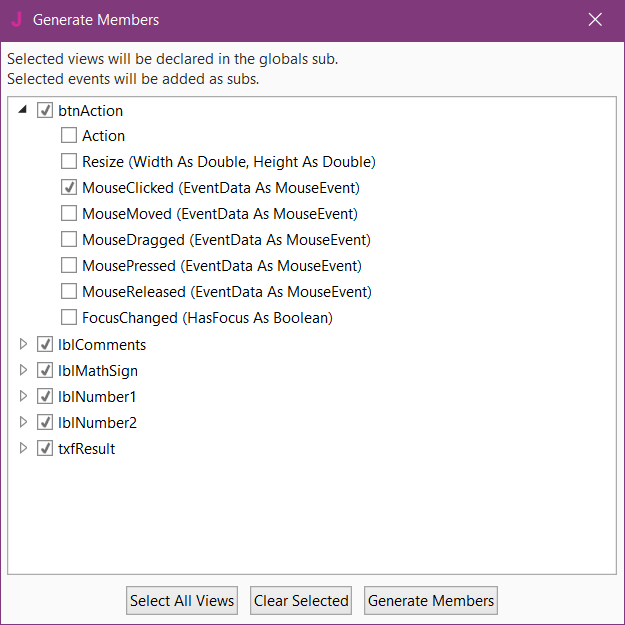 Generate Members
Selected views will be declared in the globals sub.
Selected events will be added as subs.
btnAction
Action
Resize (Width As Double, Height As Double)
MouseClicked (EventData As MouseEvent)
MouseMoved (EventData As MouseEvent)
MouseDragged (EventData As MouseEvent)
MousePressed (EventData As MouseEvent)
MouseReleased (EventData As MouseEvent)
FocusChanged (HasFocus As Boolean)
lblComments
lblMathSign
lblNumber1
lblNumber2
txfResult
Select All Views Clear Selected Generate Members